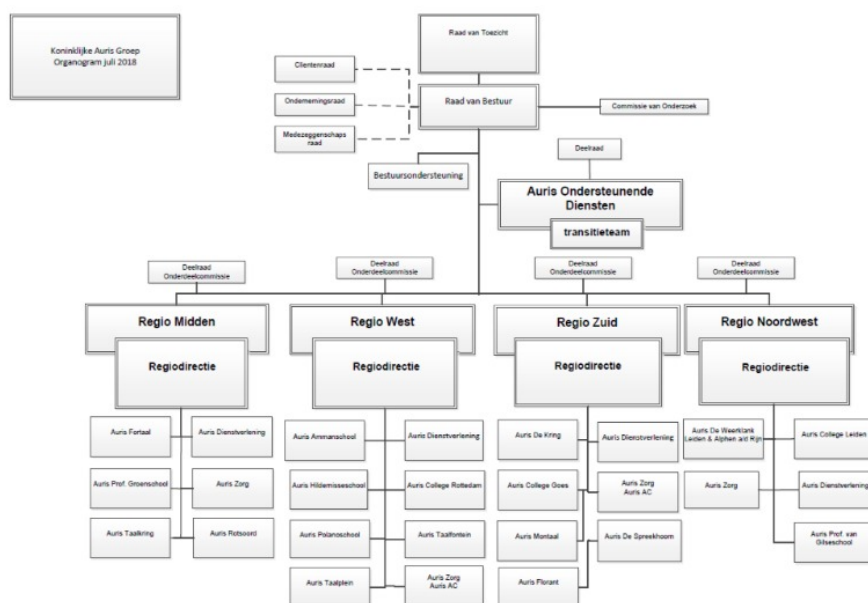 Koninklijke Auris Groep
Organogram juli 2018
Raad van Toezicht
Cliëntenraad
Ondernemingsraad
Medezeggenschaps
raad
Raad van Bestuur
Commissie van Onderzoek
Bestuursondersteuning
Deelraad
Auris Ondersteunende
Diensten
transitieteam
Deelraad
Onderdeelcommissie
Deelraad
Onderdeelcommissie
Deelraad
Onderdeelcommissie
Deelraad
Onderdeelcommissie
Regio Midden
Regiodirectie
Auris Fortaal
Auris Dienstverlening
Auris Prof. Groenschool
Auris Zorg
Auris Taalkring
Auris Rotsoord
Regio West
Regiodirectie
Auris Ammanschool
Auris Dienstverlening
Auris Hildernisseschool
Auris College Rotterdam
Auris Polanoschool
Auris Taalfontein
Auris Taalplein
Auris Zorg
Auris AC
Regio Zuid
Regiodirectie
Auris De Kring
Auris Dienstverlening
Auris College Goes
Auris Zorg
Auris AC
Auris Montaal
Auris De Spreekhoorn
Auris Florant
Regio Noordwest
Regiodirectie
Auris De Weerklank
Leiden & Alphen a/d Rijn
Auris College Leiden
Auris Zorg
Auris Dienstverlening
Auris Prof. van
Gilseschool